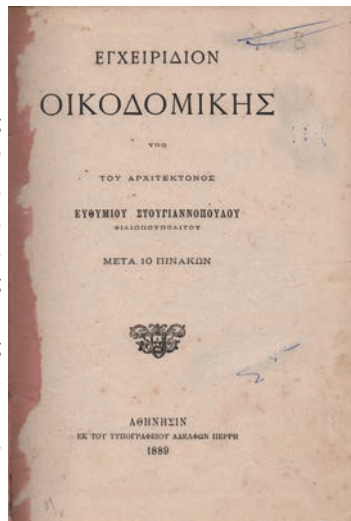 ΕΓΧΕΙΡΙΔΙΟΝ
ΟΙΚΟΔΟΜΙΚΗΣ
ΥΠΟ
ΤΟΥ ΑΡΧΙΤΕΚΤΟΝΟΣ
ΕΥΘΥΜΙΟΥ ΣΤΟΥΓΙΑΝΝΟΠΟΥΛΟΥ
ΦΙΛΙΠΠΟΥΠΟΛΙΤΟΥ
ΜΕΤΑ 10 ΠΙΝΑΚΩΝ
ΑΘΗΝΗΣΙΝ
ΕΚ ΤΟΥ ΤΥΠΟΓΡΑΦΕΙΟΥ ΑΔΕΛΦΩΝ ΠΕΡΡΗ
1889